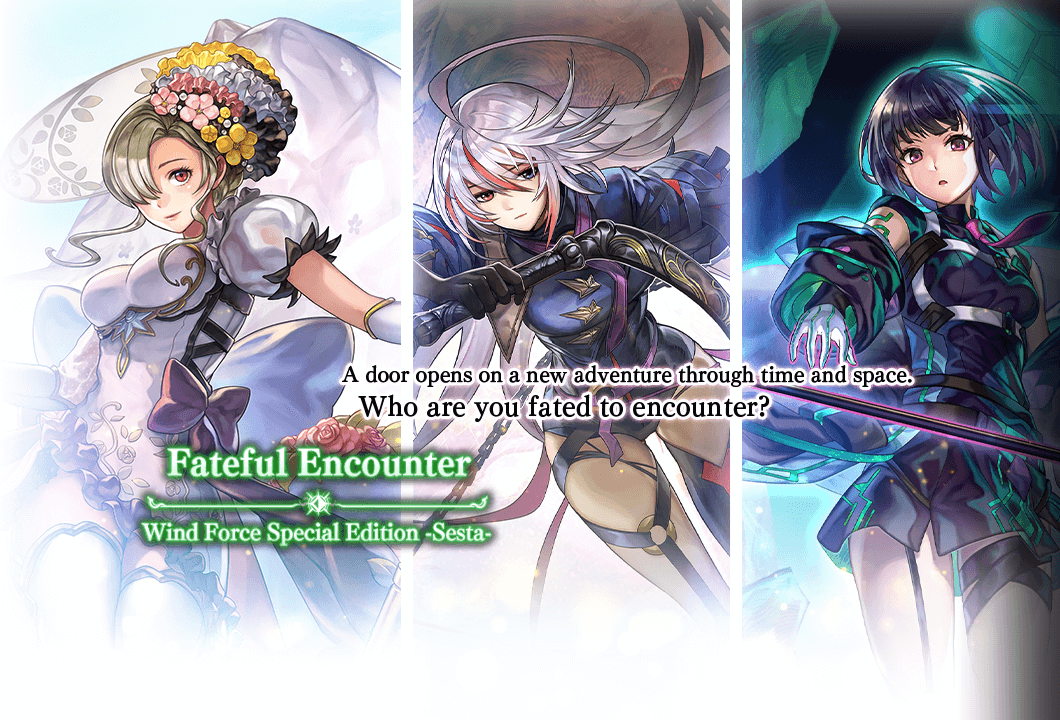 A door opens on a new adventure through time and space.
Who are you fated to encounter?
Fateful Encounter
Wind Force Special Edition -Sesta-